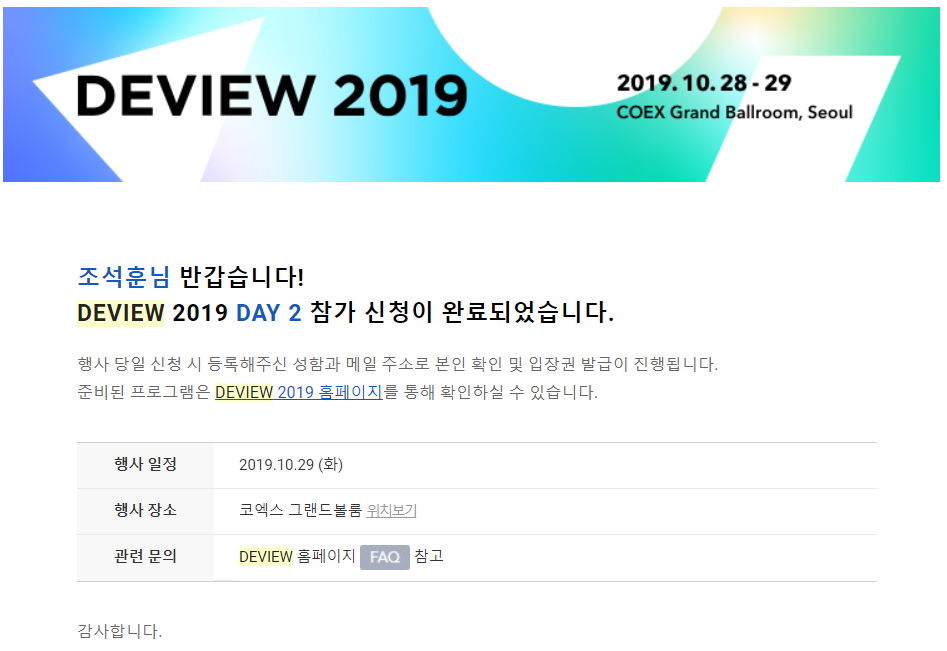 DEVIEW 2019
2019. 10. 28 - 29
COEX Grand Ballroom, Seoul
조석훈님 반갑습니다!
DEVIEW 2019 DAY 2 참가 신청이 완료되었습니다.
행사 당일 신청 시 등록해주신 성함과 메일 주소로 본인 확인 및 입장권 발급이 진행됩니다.
준비된 프로그램은 DEVIEW 2019 홈페이지를 통해 확인하실 수 있습니다.
행사 일정 2019.10.29 (화)
행사 장소 코엑스 그랜드볼룸 위치보기
관련 문의 DEVIEW 홈페이지 FAQ 참고
감사합니다.